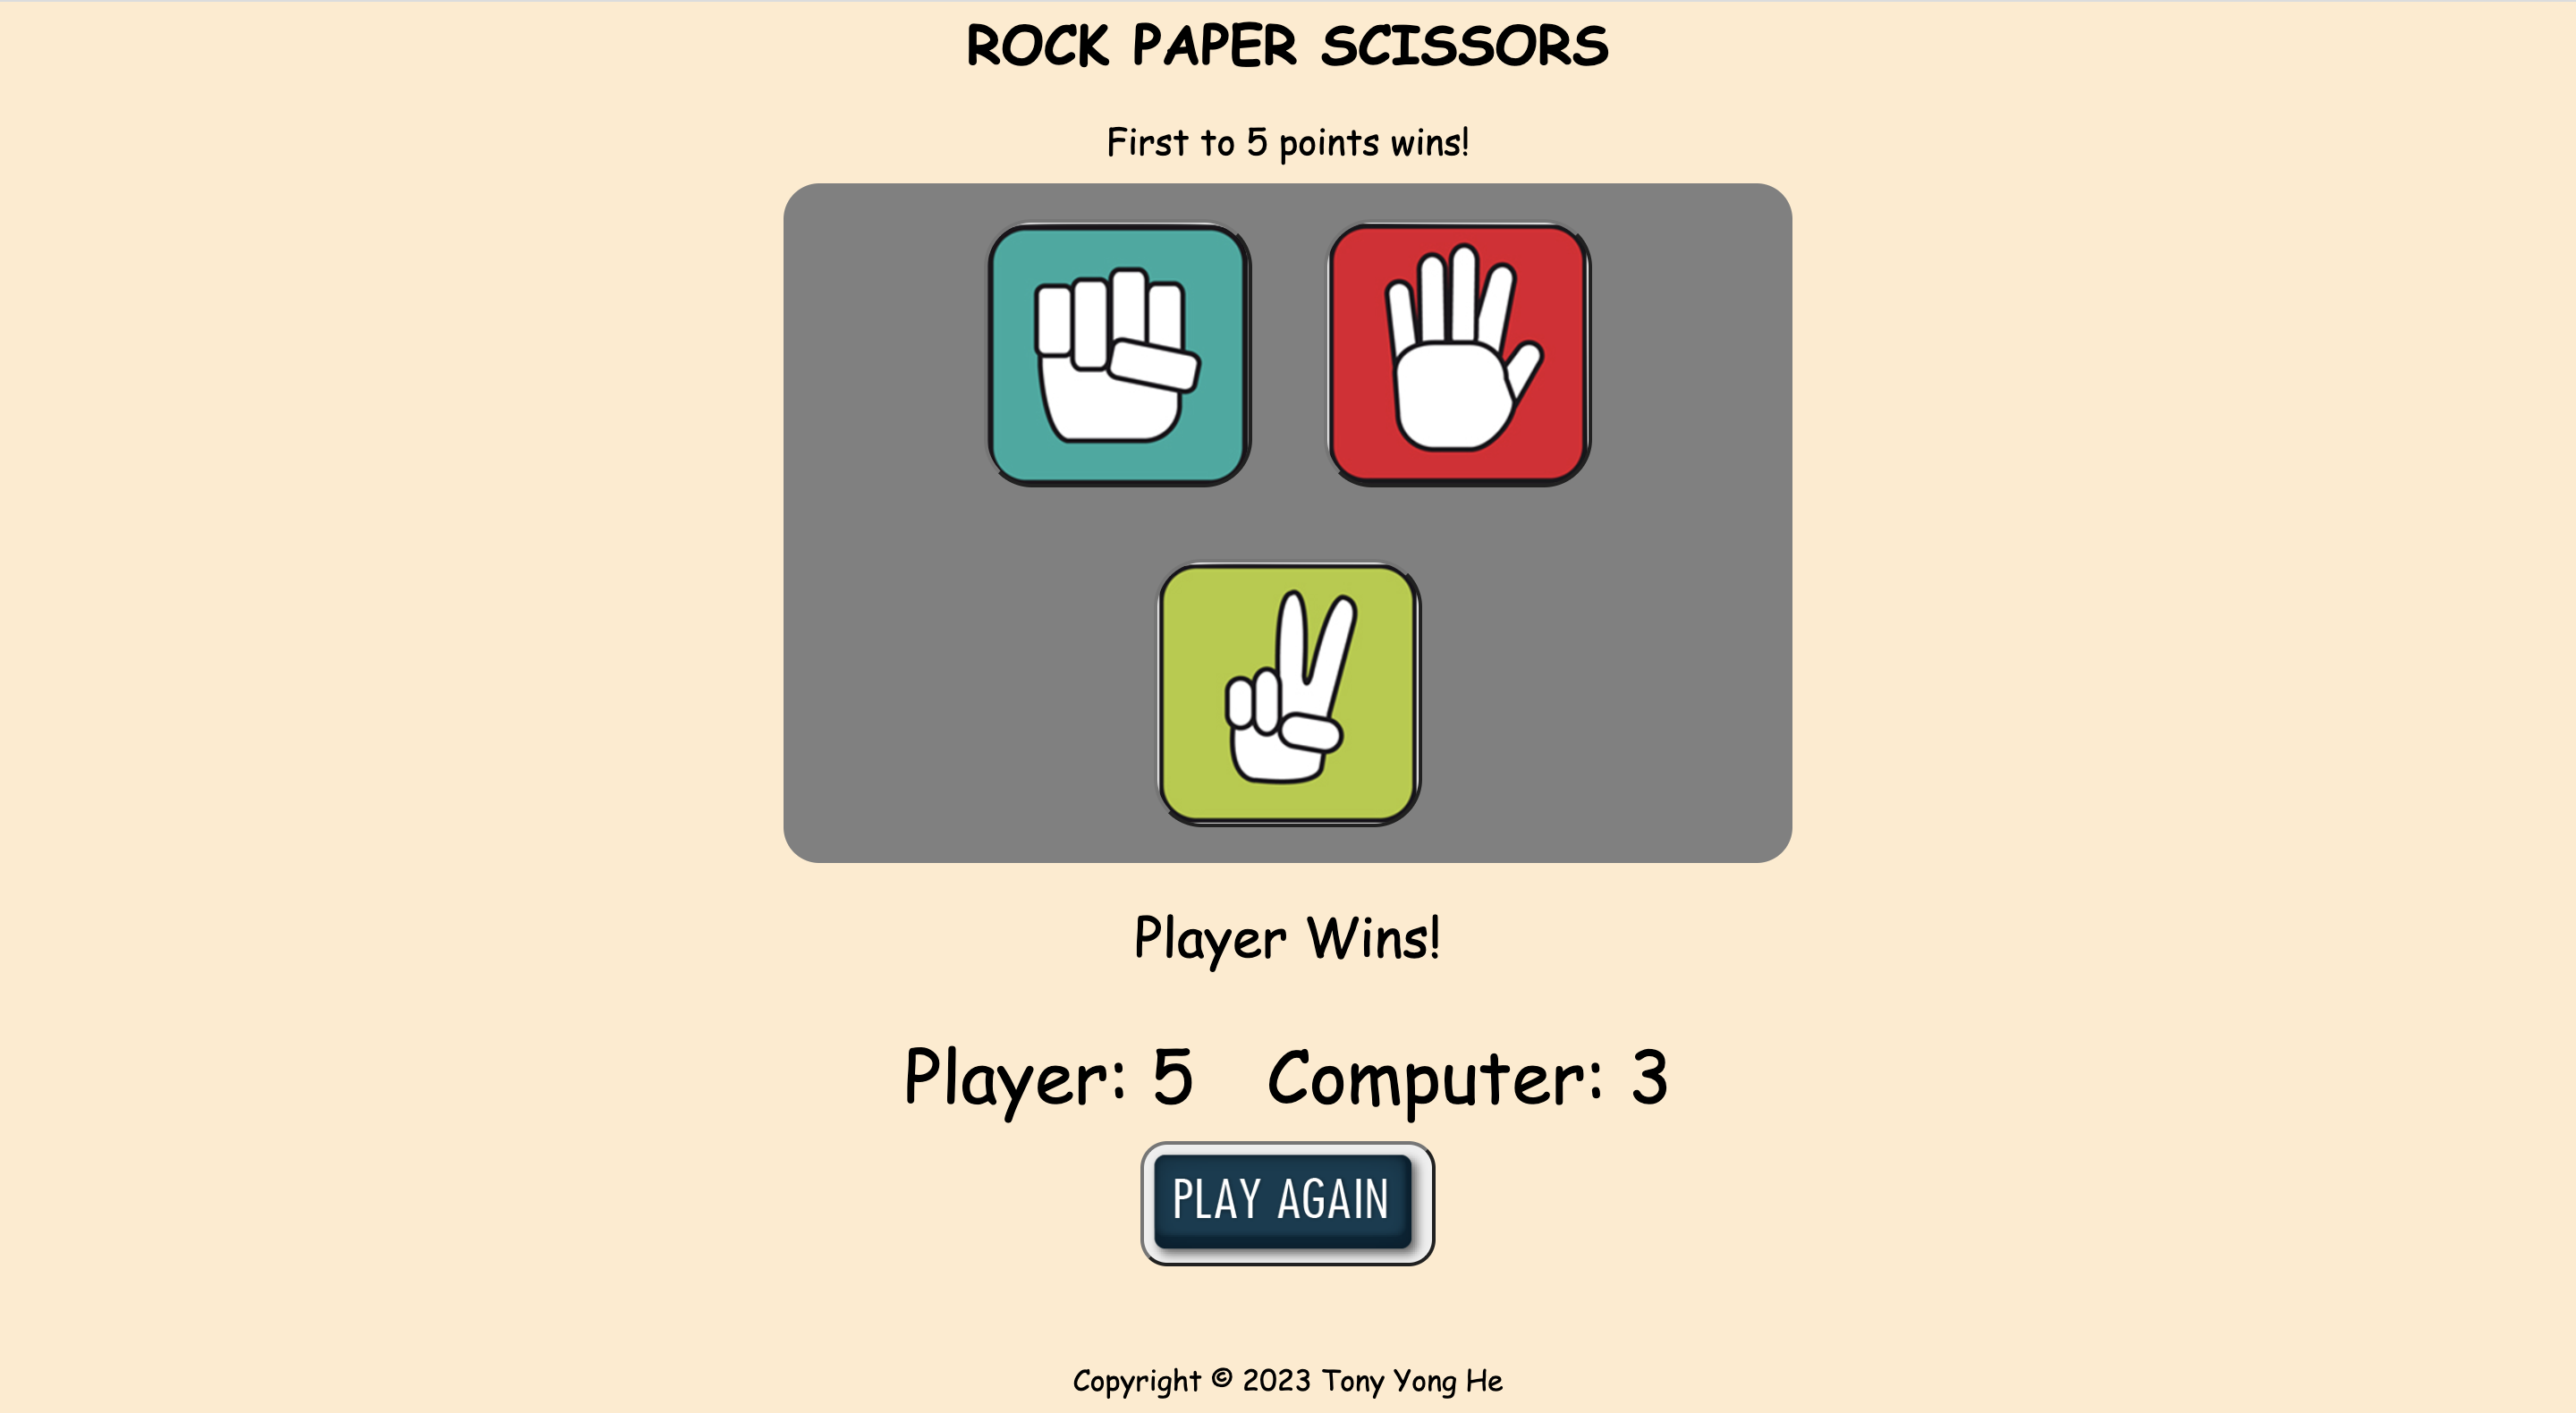 ROCK PAPER SCISSORS
First to 5 points wins!
Player Wins!
Player: 5 Computer: 3
PLAY AGAIN
Copyright © 2023 Tony Yong He